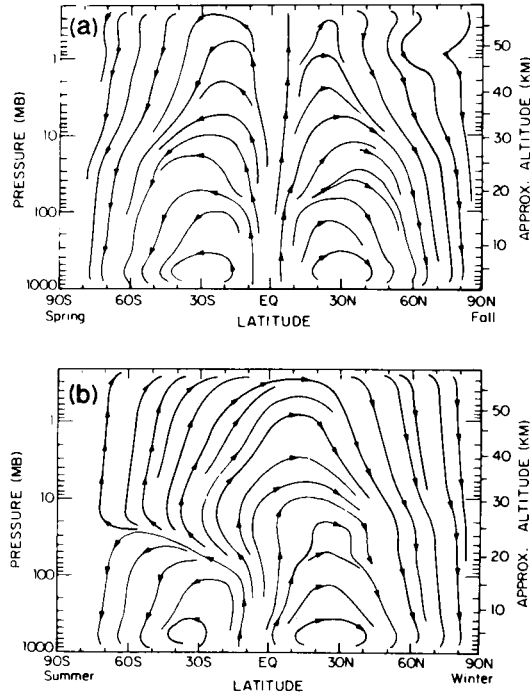 (a)
PRESSURE (MB)
1
10
100
1000
50
40
30
20
10
APPROX. ALTITUDE (KM)
90S 60S 30S EQ 30N 60N 90N
Spring LATITUDE Fall
(b)
PRESSURE (MB)
1
10
100
1000
50
40
30
20
10
APPROX. ALTITUDE (KM)
90S 60S 30S EQ 30N 60N 90N
Summer LATITUDE Winter